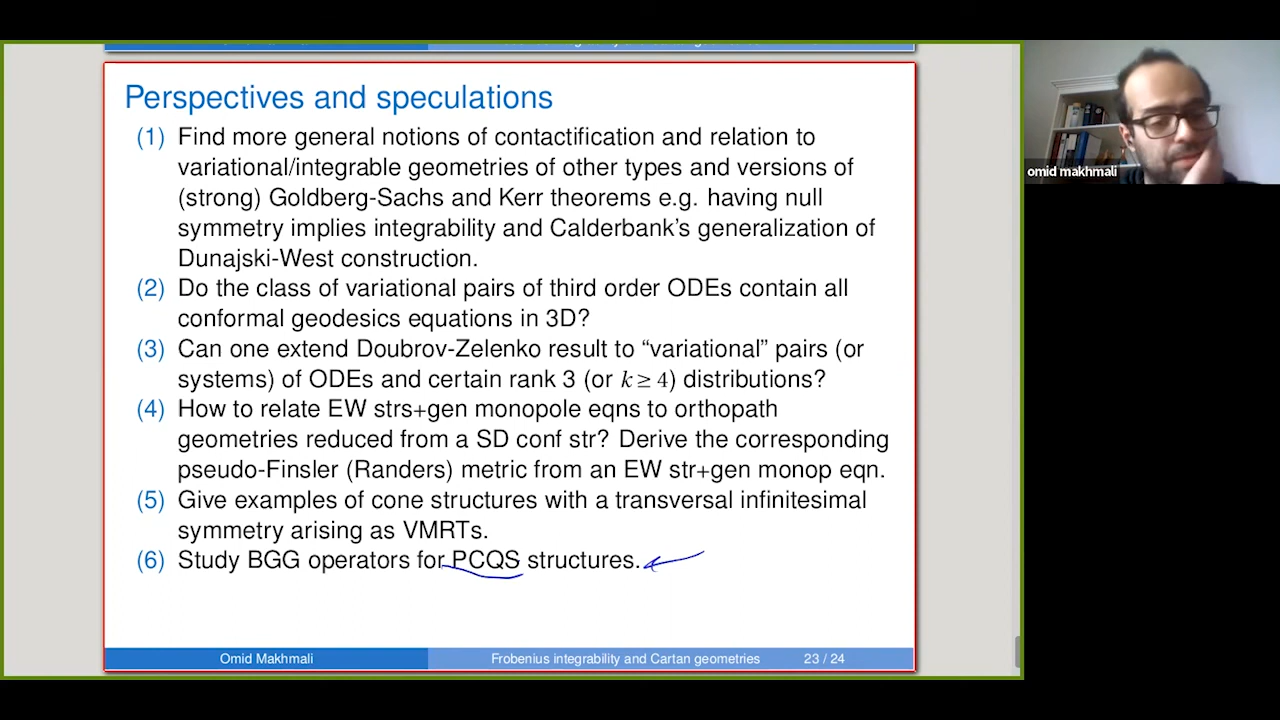 Perspectives and speculations
(1) Find more general notions of contactification and relation to
variational/integrable geometries of other types and versions of
(strong) Goldberg-Sachs and Kerr theorems e.g. having null
symmetry implies integrability and Calderbank's generalization of
Dunajski-West construction.
(2) Do the class of variational pairs of third order ODEs contain all
conformal geodesics equations in 3D?
(3) Can one extend Doubrov-Zelenko result to “variational” pairs (or
systems) of ODEs and certain rank 3 (or k ≥ 4) distributions?
(4) How to relate EW strs+gen monopole eqns to orthopath
geometries reduced from a SD conf str? Derive the corresponding
pseudo-Finsler (Randers) metric from an EW str+gen monop eqn.
(5) Give examples of cone structures with a transversal infinitesimal
symmetry arising as VMRTs.
(6) Study BGG operators for PCQS structures.
Omid Makhmali Frobenius integrability and Cartan geometries 23 / 24
omid makhmali